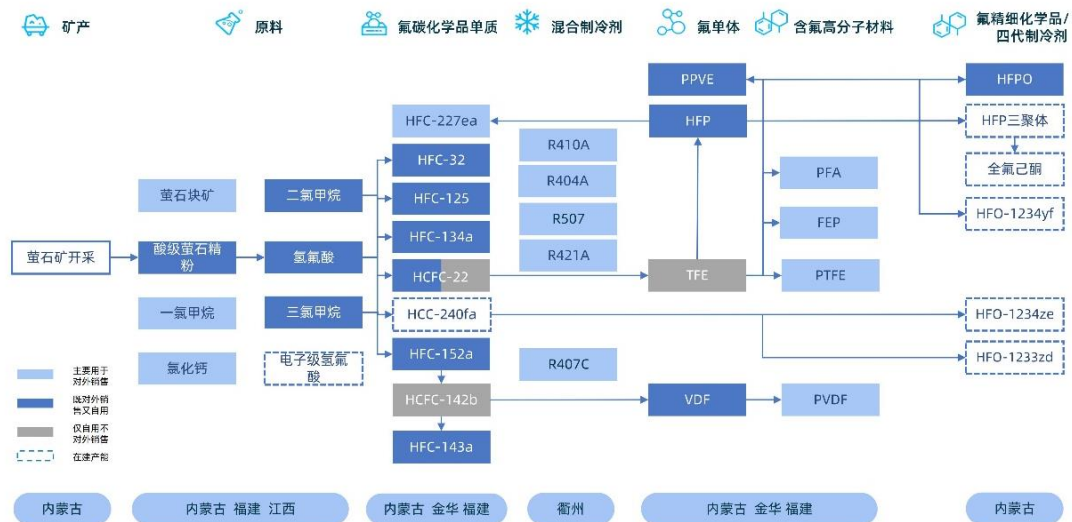 矿产
原料
氟碳化学品单质
混合制冷剂
氟单体
含氟高分子材料
氟精细化学品/
四代制冷剂
PPVE
HFPO
HFC-227ea
HFP
HFP三聚体
R410A
HFC-32
PFA
全氟己酮
R404A
萤石块矿
二氯甲烷
HFC-125
R507
FEP
HFO-1234yf
HFC-134a
萤石矿开采
酸级萤石精
粉
氢氟酸
R421A
HCFC-22
TFE
PTFE
一氯甲烷
三氯甲烷
HCC-240fa
HFO-1234ze
HFC-152a
R407C
HFO-1233zd
氯化钙
电子级氢氟
酸
HCFC-142b
VDF
PVDF
HFC-143a
主要用于
对外销售
既对外销
售又自用
仅自用不
对外销售
在建产能
内蒙古
内蒙古 福建 江西
内蒙古 金华 福建
衢州
内蒙古 金华 福建
内蒙古